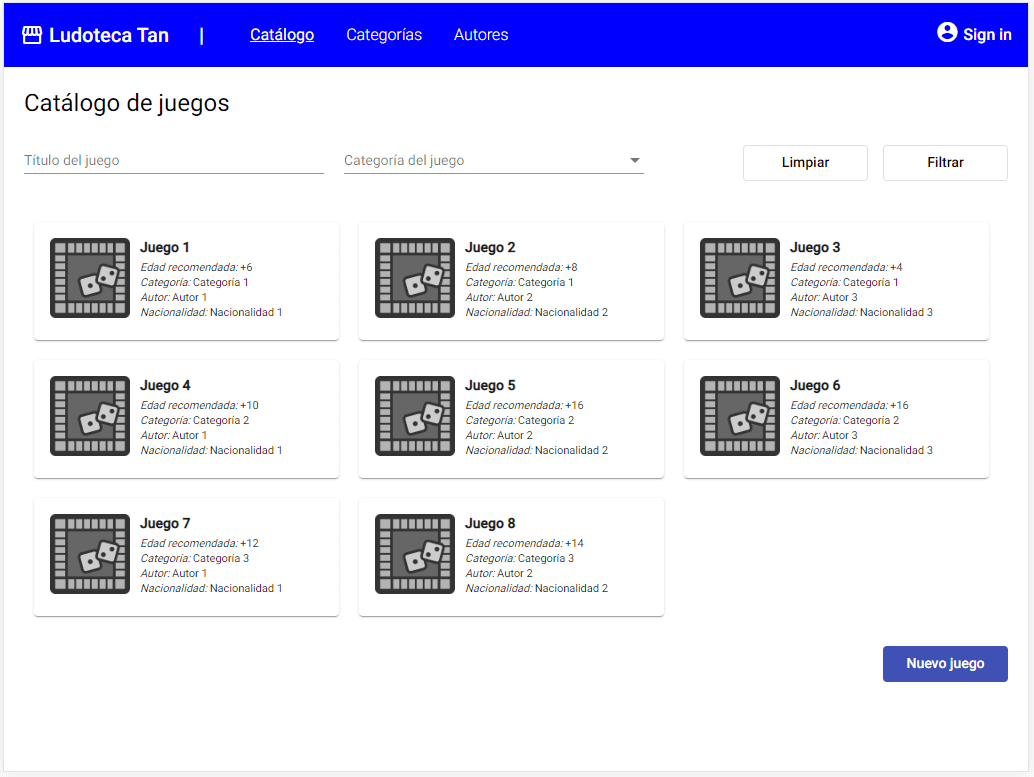 Ludoteca Tan | Catálogo Categorías Autores Sign in
Catálogo de juegos
Título del juego Categoría del juego Limpiar Filtrar
Juego 1
Edad recomendada: +6
Categoría: Categoría 1
Autor: Autor 1
Nacionalidad: Nacionalidad 1
Juego 2
Edad recomendada: +8
Categoría: Categoría 1
Autor: Autor 2
Nacionalidad: Nacionalidad 2
Juego 3
Edad recomendada: +4
Categoría: Categoría 1
Autor: Autor 3
Nacionalidad: Nacionalidad 3
Juego 4
Edad recomendada: +10
Categoría: Categoría 2
Autor: Autor 1
Nacionalidad: Nacionalidad 1
Juego 5
Edad recomendada: +16
Categoría: Categoría 2
Autor: Autor 2
Nacionalidad: Nacionalidad 2
Juego 6
Edad recomendada: +16
Categoría: Categoría 2
Autor: Autor 3
Nacionalidad: Nacionalidad 3
Juego 7
Edad recomendada: +12
Categoría: Categoría 3
Autor: Autor 1
Nacionalidad: Nacionalidad 1
Juego 8
Edad recomendada: +14
Categoría: Categoría 3
Autor: Autor 2
Nacionalidad: Nacionalidad 2
Nuevo juego